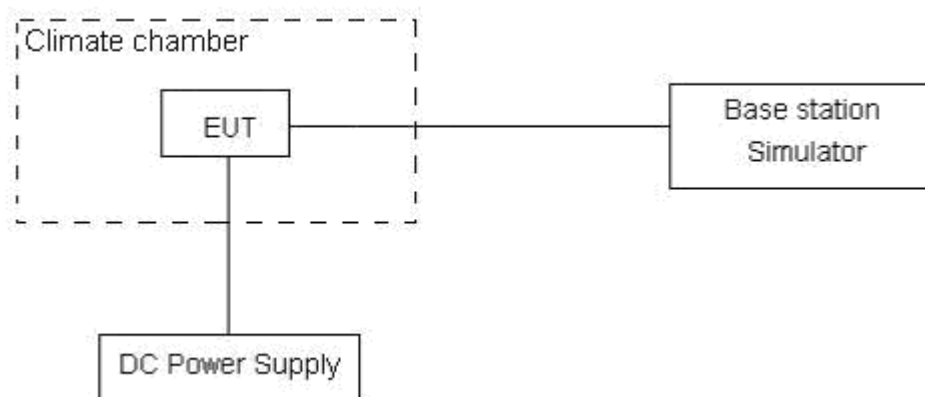 Climate chamber
EUT
Base station
Simulator
DC Power Supply